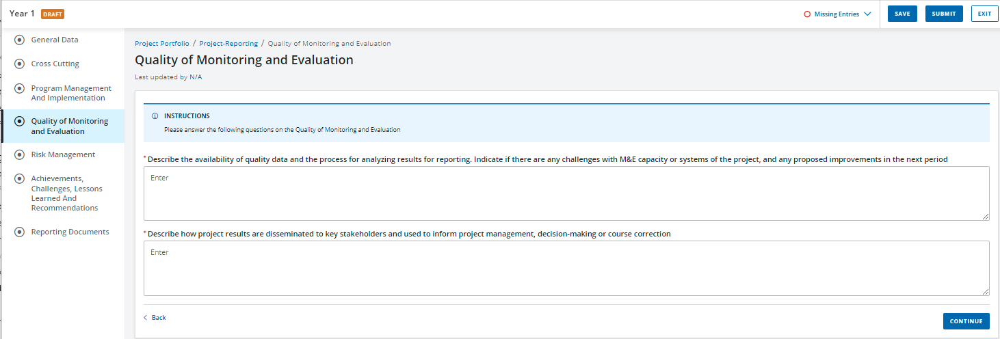 Year 1 DRAFT
Missing Entries
SAVE
SUBMIT
EXIT
General Data
Cross Cutting
Program Management
And Implementation
Quality of Monitoring
and Evaluation
Risk Management
Achievements,
Challenges, Lessons
Learned And
Recommendations
Reporting Documents
Project Portfolio / Project-Reporting / Quality of Monitoring and Evaluation
Quality of Monitoring and Evaluation
Last updated by N/A
INSTRUCTIONS
Please answer the following questions on the Quality of Monitoring and Evaluation
* Describe the availability of quality data and the process for analyzing results for reporting. Indicate if there are any challenges with M&E capacity or systems of the project, and any proposed improvements in the next period
Enter
* Describe how project results are disseminated to key stakeholders and used to inform project management, decision-making or course correction
Enter
Back
CONTINUE